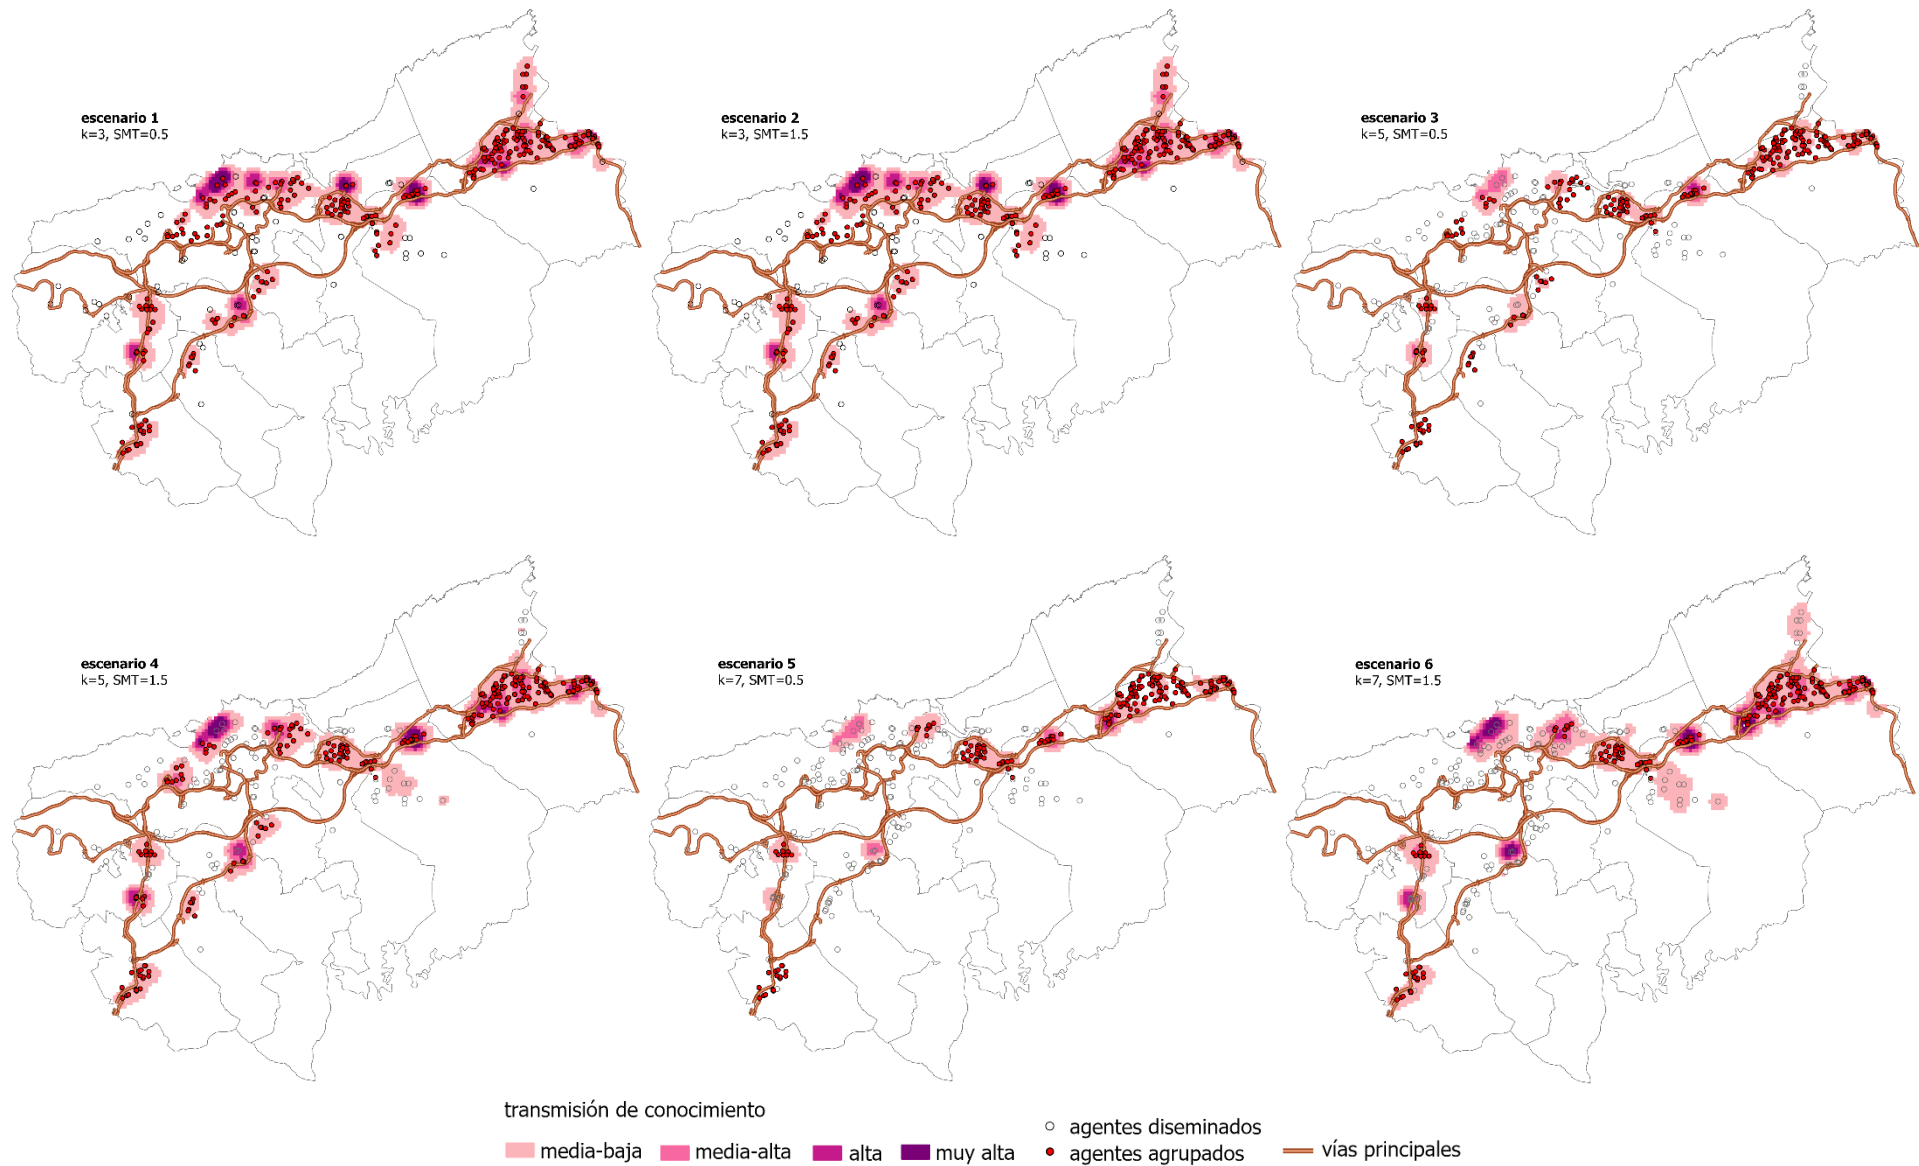 escenario 1
k=3, SMT=0.5
escenario 2
k=3, SMT=1.5
escenario 3
k=5, SMT=0.5
escenario 4
k=5, SMT=1.5
escenario 5
k=7, SMT=0.5
escenario 6
k=7, SMT=1.5
transmisión de conocimiento
media-baja
media-alta
alta
muy alta
agentes diseminados
agentes agrupados
vías principales